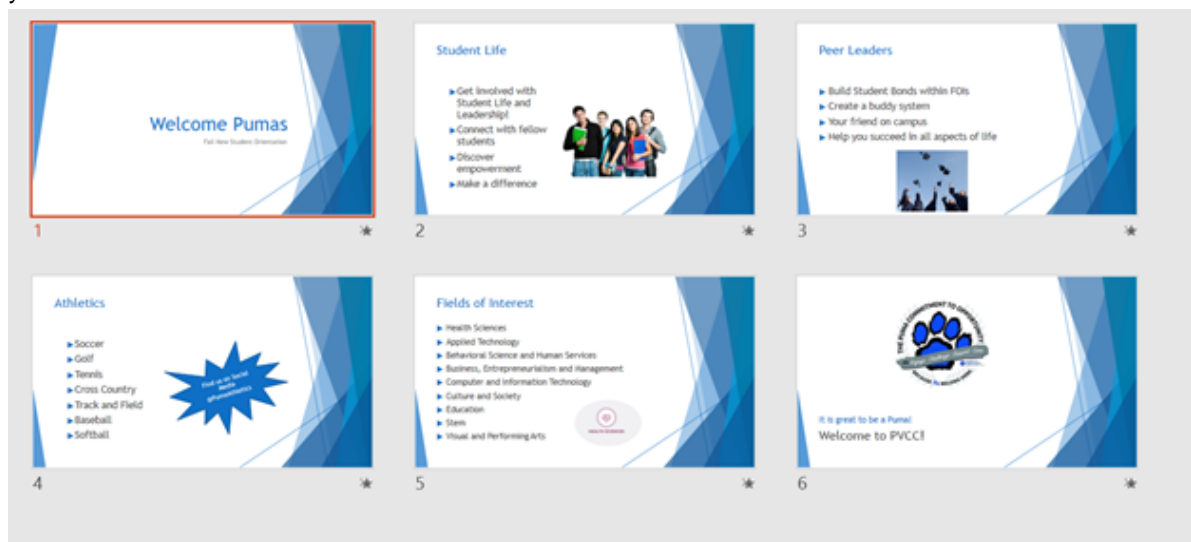 Welcome Pumas
Fall New Student Orientation
1
Student Life
Get involved with
Student Life and
Leadership!
Connect with fellow
students
Discover
empowerment
Make a difference
2
Peer Leaders
Build Student Bonds within FOIs
Create a buddy system
Your friend on campus
Help you succeed in all aspects of life
3
Athletics
Soccer
Golf
Tennis
Cross Country
Track and Field
Baseball
Softball
Find us on Social
Media
@PumaAthletics
4
Fields of Interest
Health Sciences
Applied Technology
Behavioral Science and Human Services
Business, Entrepreneurialism and Management
Computer and Information Technology
Culture and Society
Education
Stem
Visual and Performing Arts
HEALTH SCIENCES
5
THE PUMA COMMITMENT TO OPPORTUNITY
It is great to be a Puma!
Welcome to PVCC!
6